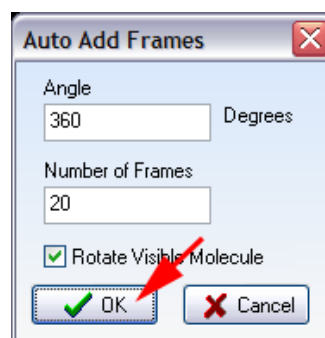 Auto Add Frames
Angle
360 Degrees
Number of Frames
20
Rotate Visible Molecule
OK Cancel